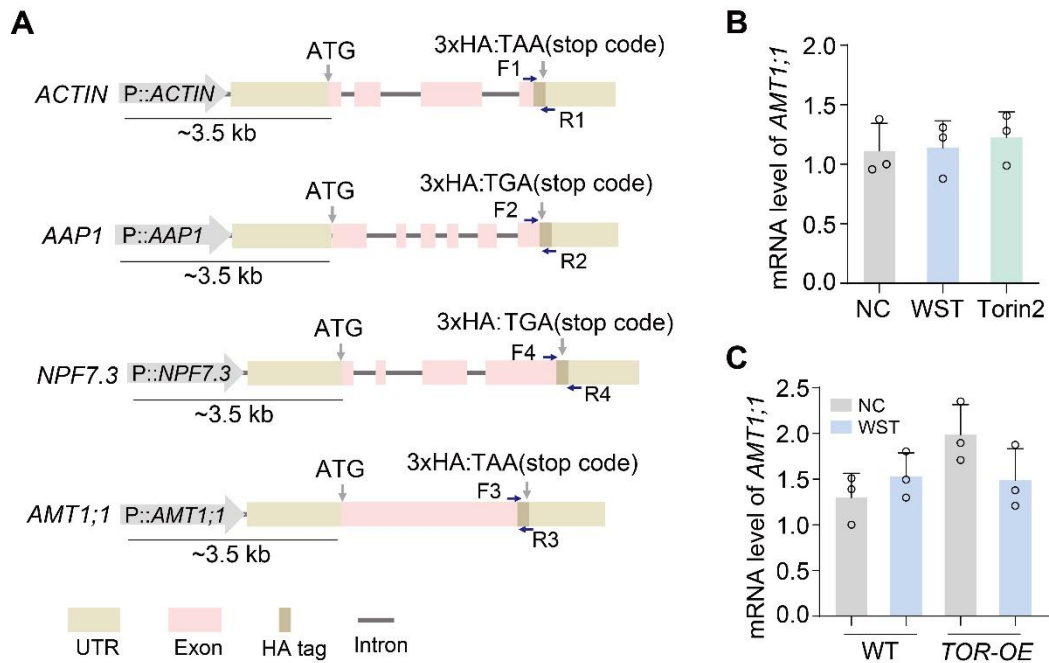 A
ATG
3xHA:TAA(stop code)
F1
ACTIN
P::ACTIN
R1
~3.5 kb
ATG
3xHA:TGA(stop code)
F2
AAP1
P::AAP1
R2
~3.5 kb
ATG
3xHA:TGA(stop code)
F4
NPF7.3
P::NPF7.3
R4
~3.5 kb
ATG
3xHA:TAA(stop code)
F3
AMT1;1
P::AMT1;1
R3
~3.5 kb
UTR
Exon
HA tag
Intron
B
mRNA level of AMT1;1
2.0
1.5
1.0
0.5
0.0
NC WST Torin2
C
mRNA level of AMT1;1
2.5
2.0
1.5
1.0
0.5
0.0
NC
WST
WT TOR-OE